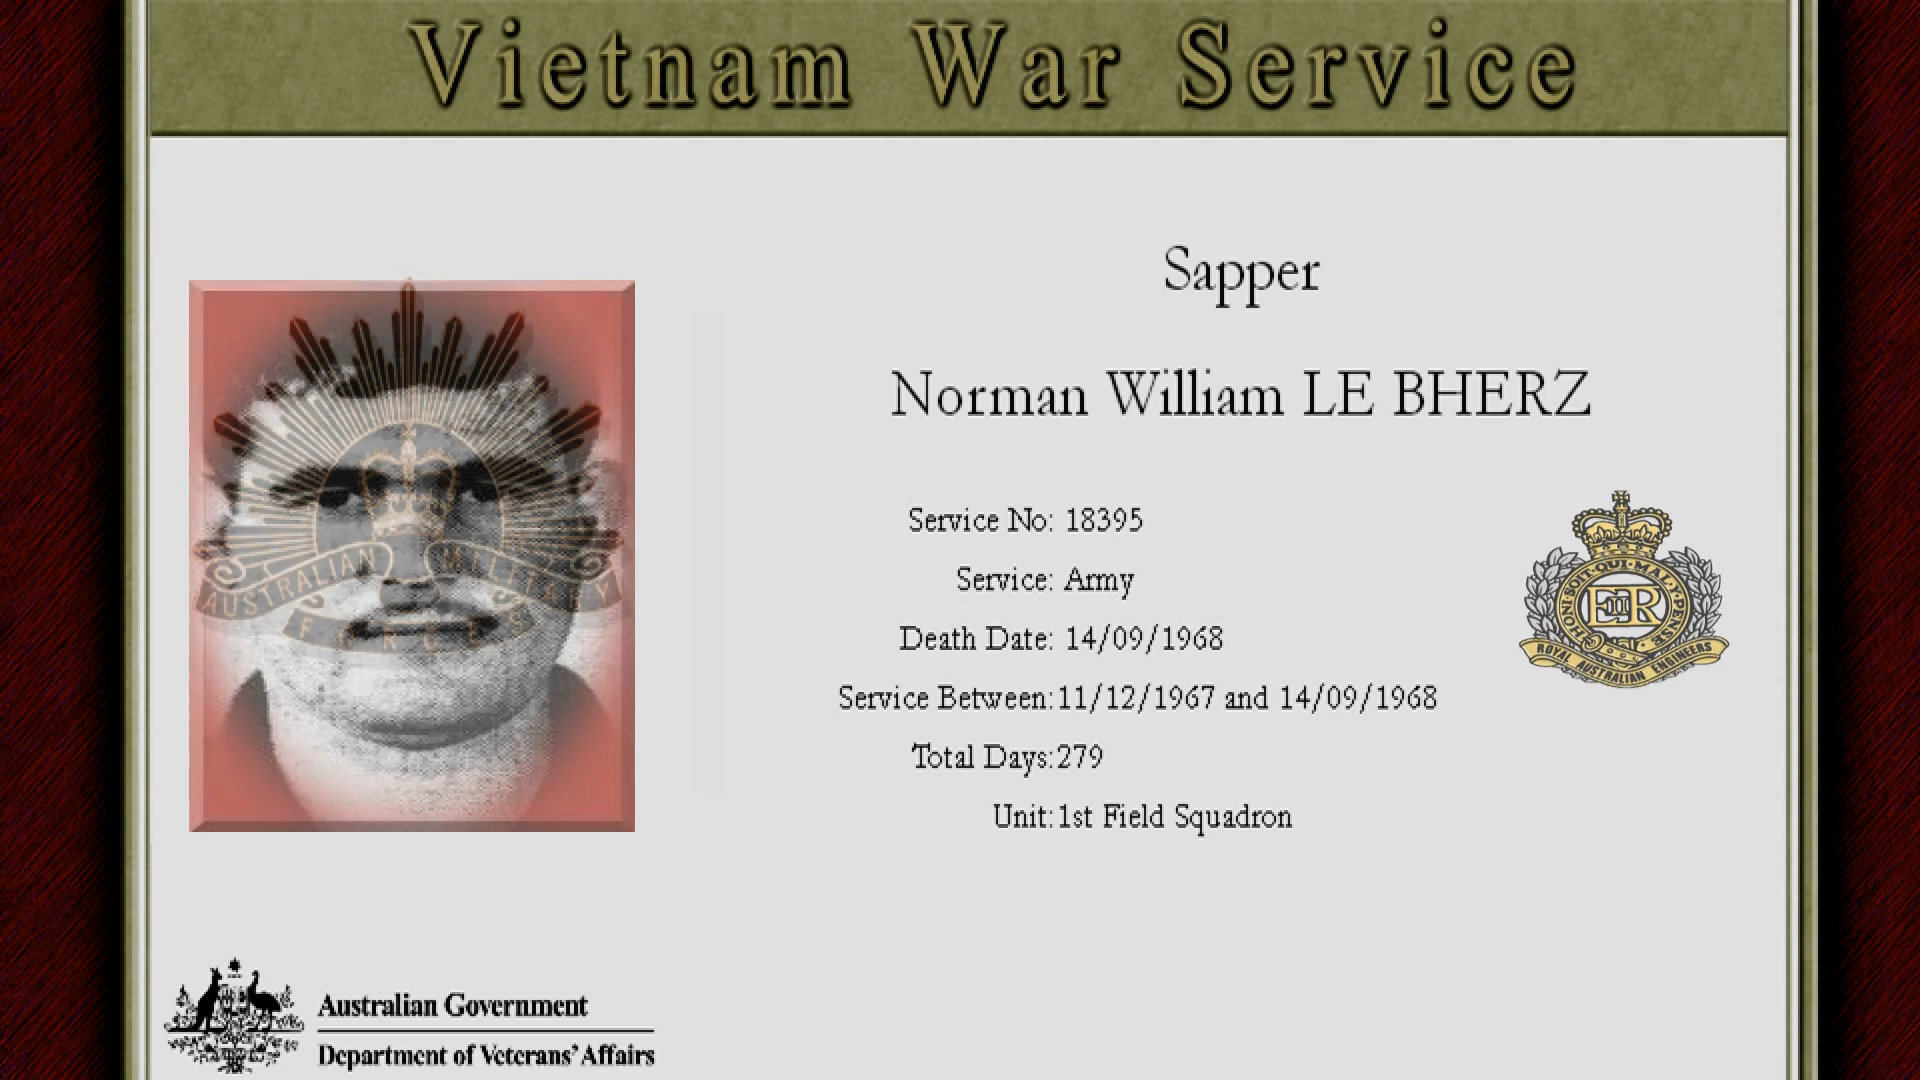 Vietnam War Service
Sapper
Norman William LE BHERZ
Service No: 18395
Service: Army
Death Date: 14/09/1968
Service Between: 11/12/1967 and 14/09/1968
Total Days: 279
Unit: 1st Field Squadron
AUSTRALIAN MILITARY
FORCES
HONI·SOIT·QUI·MAL·Y·PENSE
EIIR
ROYAL AUSTRALIAN ENGINEERS
Australian Government
Department of Veterans' Affairs